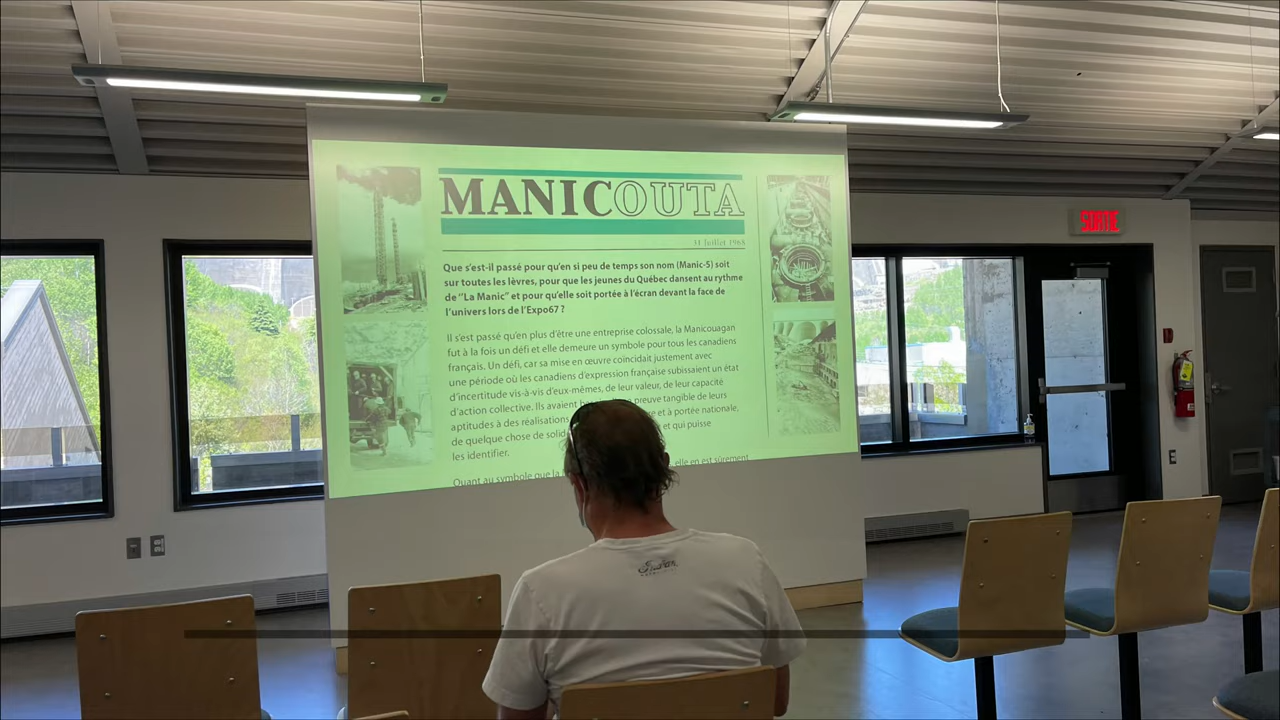 MANICOUTA
11 Juillet 1968
SORTIE
Que s'est-il passé pour qu'en si peu de temps son nom (Manic-5) soit
sur toutes les lèvres, pour que les jeunes du Québec dansent au rythme
de "La Manic" et pour qu'elle soit portée à l'écran devant la face de
l'univers lors de l'Expo67 ?
Il s'est passé qu'en plus d'être une entreprise colossale, la Manicouagan
fut à la fois un défi et elle demeure un symbole pour tous les canadiens
français. Un défi, car sa mise en œuvre coïncidait justement avec
une période où les canadiens d'expression française subissaient un état
d'incertitude vis-à-vis d'eux-mêmes, de leur valeur, de leur capacité
d'action collective. Ils avaient preuve tangible de leurs
aptitudes à des réalisations et à portée nationale,
de quelque chose de solid et qui puisse
les identifier.
Quant au symbole que la elle en est sûrement